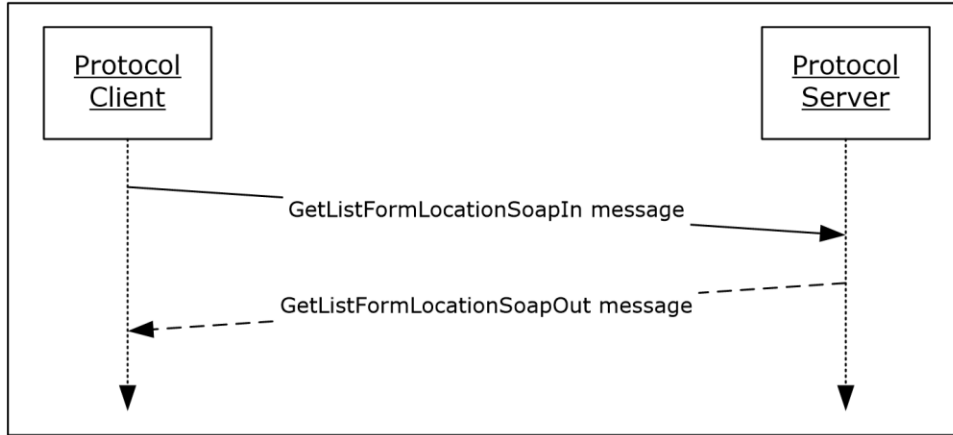 Protocol
Client
Protocol
Server
GetListFormLocationSoapIn message
GetListFormLocationSoapOut message